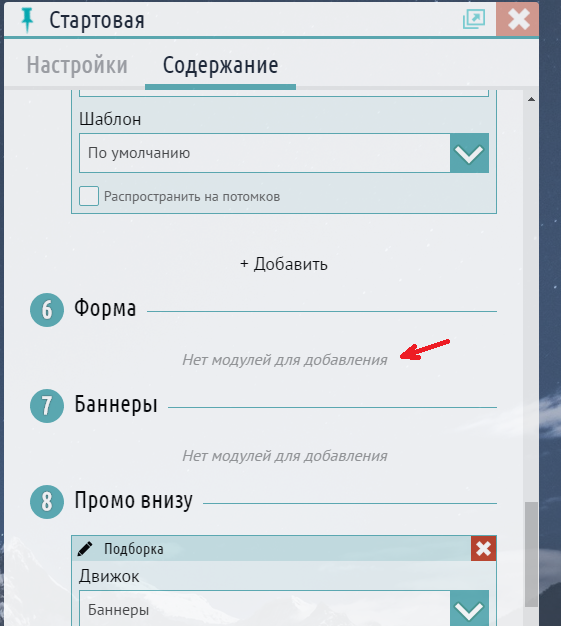 Стартовая
Настройки Содержание
Шаблон
По умолчанию
Распространить на потомков
+ Добавить
6 Форма
Нет модулей для добавления
7 Баннеры
Нет модулей для добавления
8 Промо внизу
Подборка
Движок
Баннеры